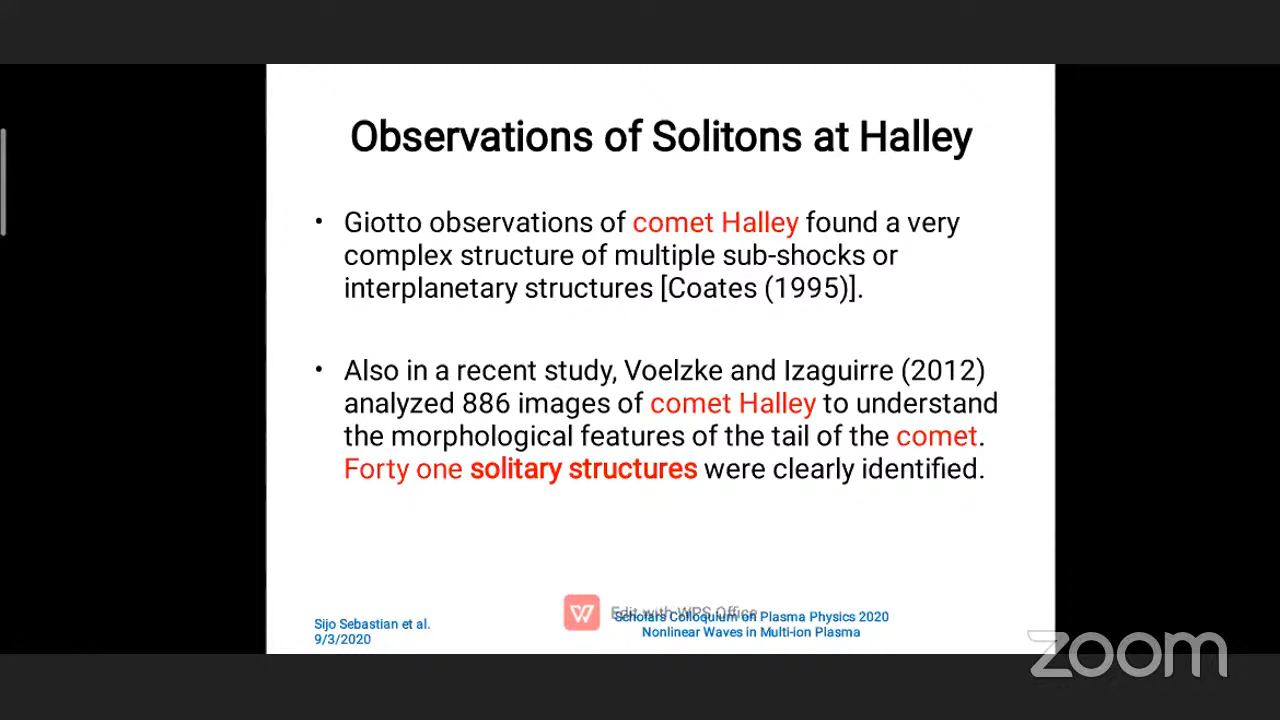 Observations of Solitons at Halley
• Giotto observations of comet Halley found a very
complex structure of multiple sub-shocks or
interplanetary structures [Coates (1995)].
• Also in a recent study, Voelzke and Izaguirre (2012)
analyzed 886 images of comet Halley to understand
the morphological features of the tail of the comet.
Forty one solitary structures were clearly identified.
Sijo Sebastian et al.
9/3/2020
Edit with WPS Office
Scholars Colloquium on Plasma Physics 2020
Nonlinear Waves in Multi-ion Plasma
zoom